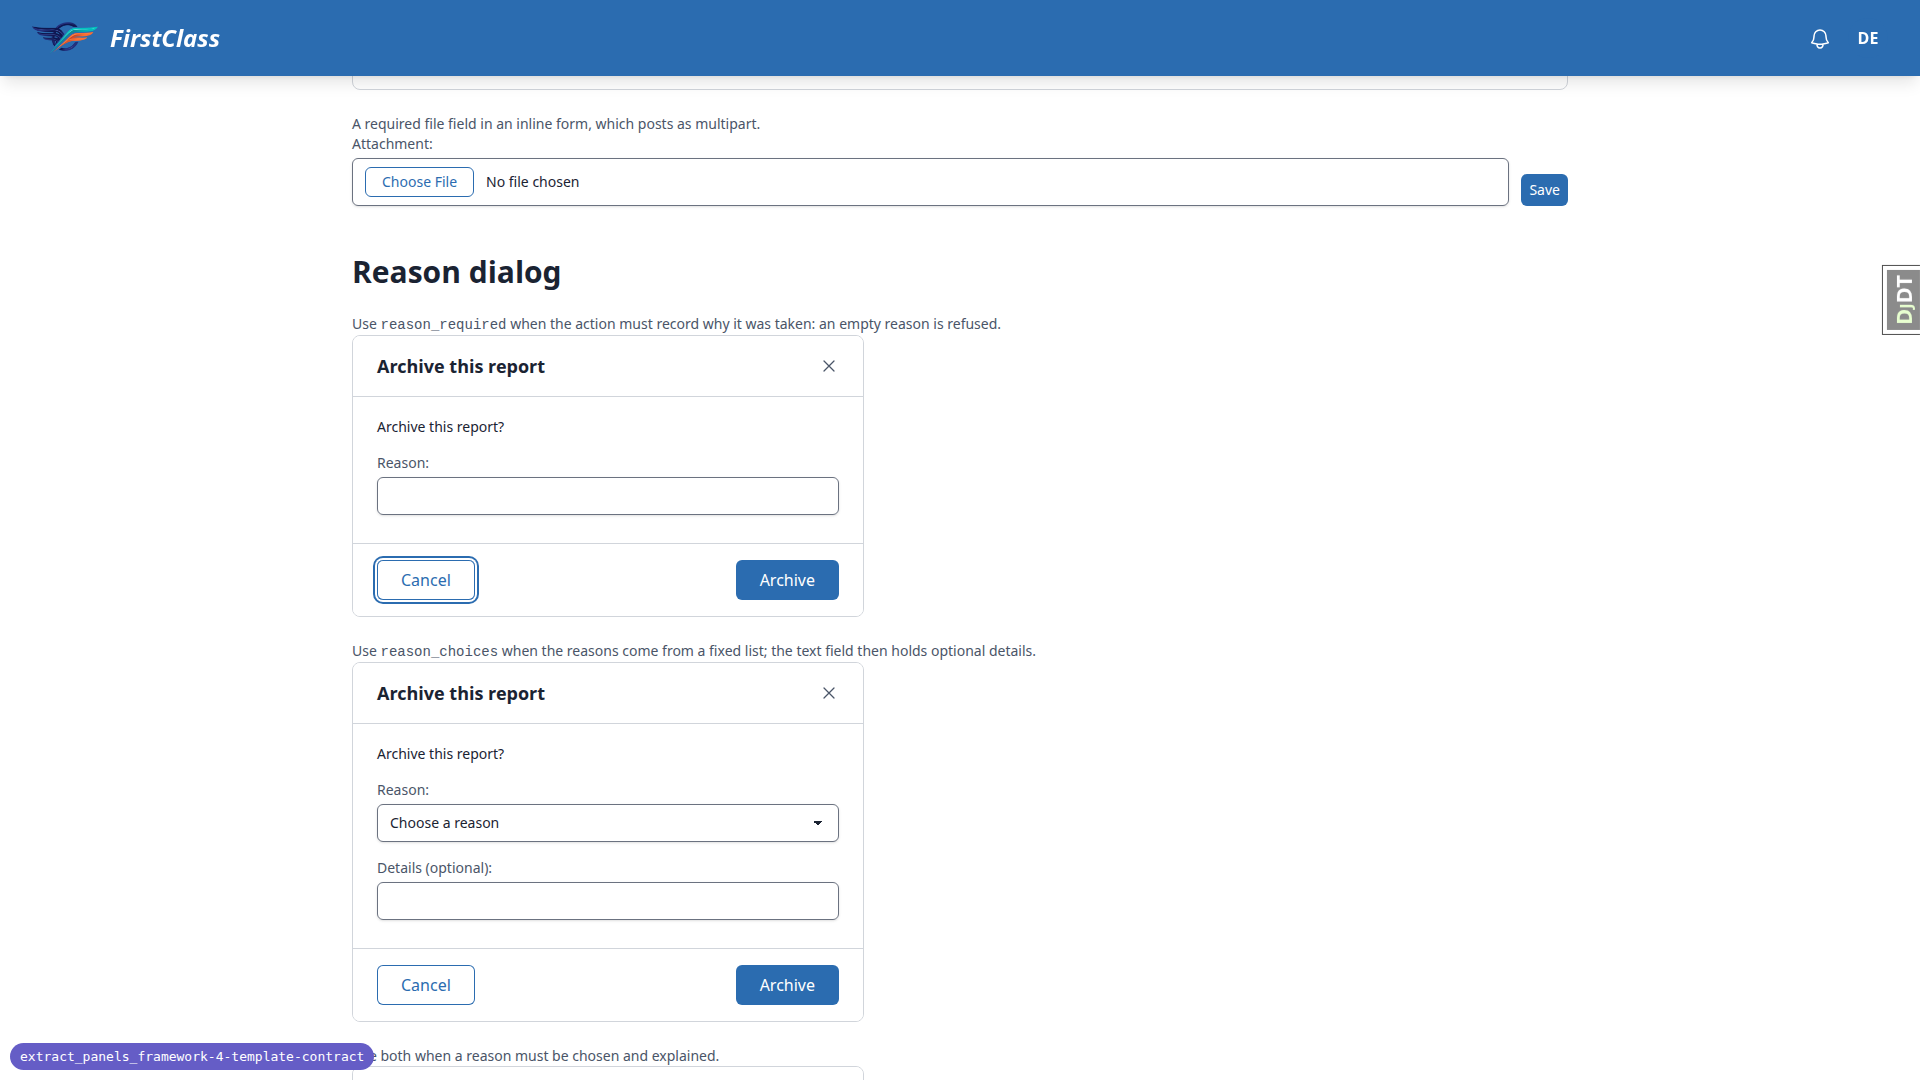 FirstClass
DE
A required file field in an inline form, which posts as multipart.
Attachment:
Choose File No file chosen
Save
DJDT
Reason dialog
Use reason_required when the action must record why it was taken: an empty reason is refused.
Archive this report
Archive this report?
Reason:
Cancel Archive
Use reason_choices when the reasons come from a fixed list; the text field then holds optional details.
Archive this report
Archive this report?
Reason:
Choose a reason
Details (optional):
Cancel Archive
both when a reason must be chosen and explained.
extract_panels_framework-4-template-contract